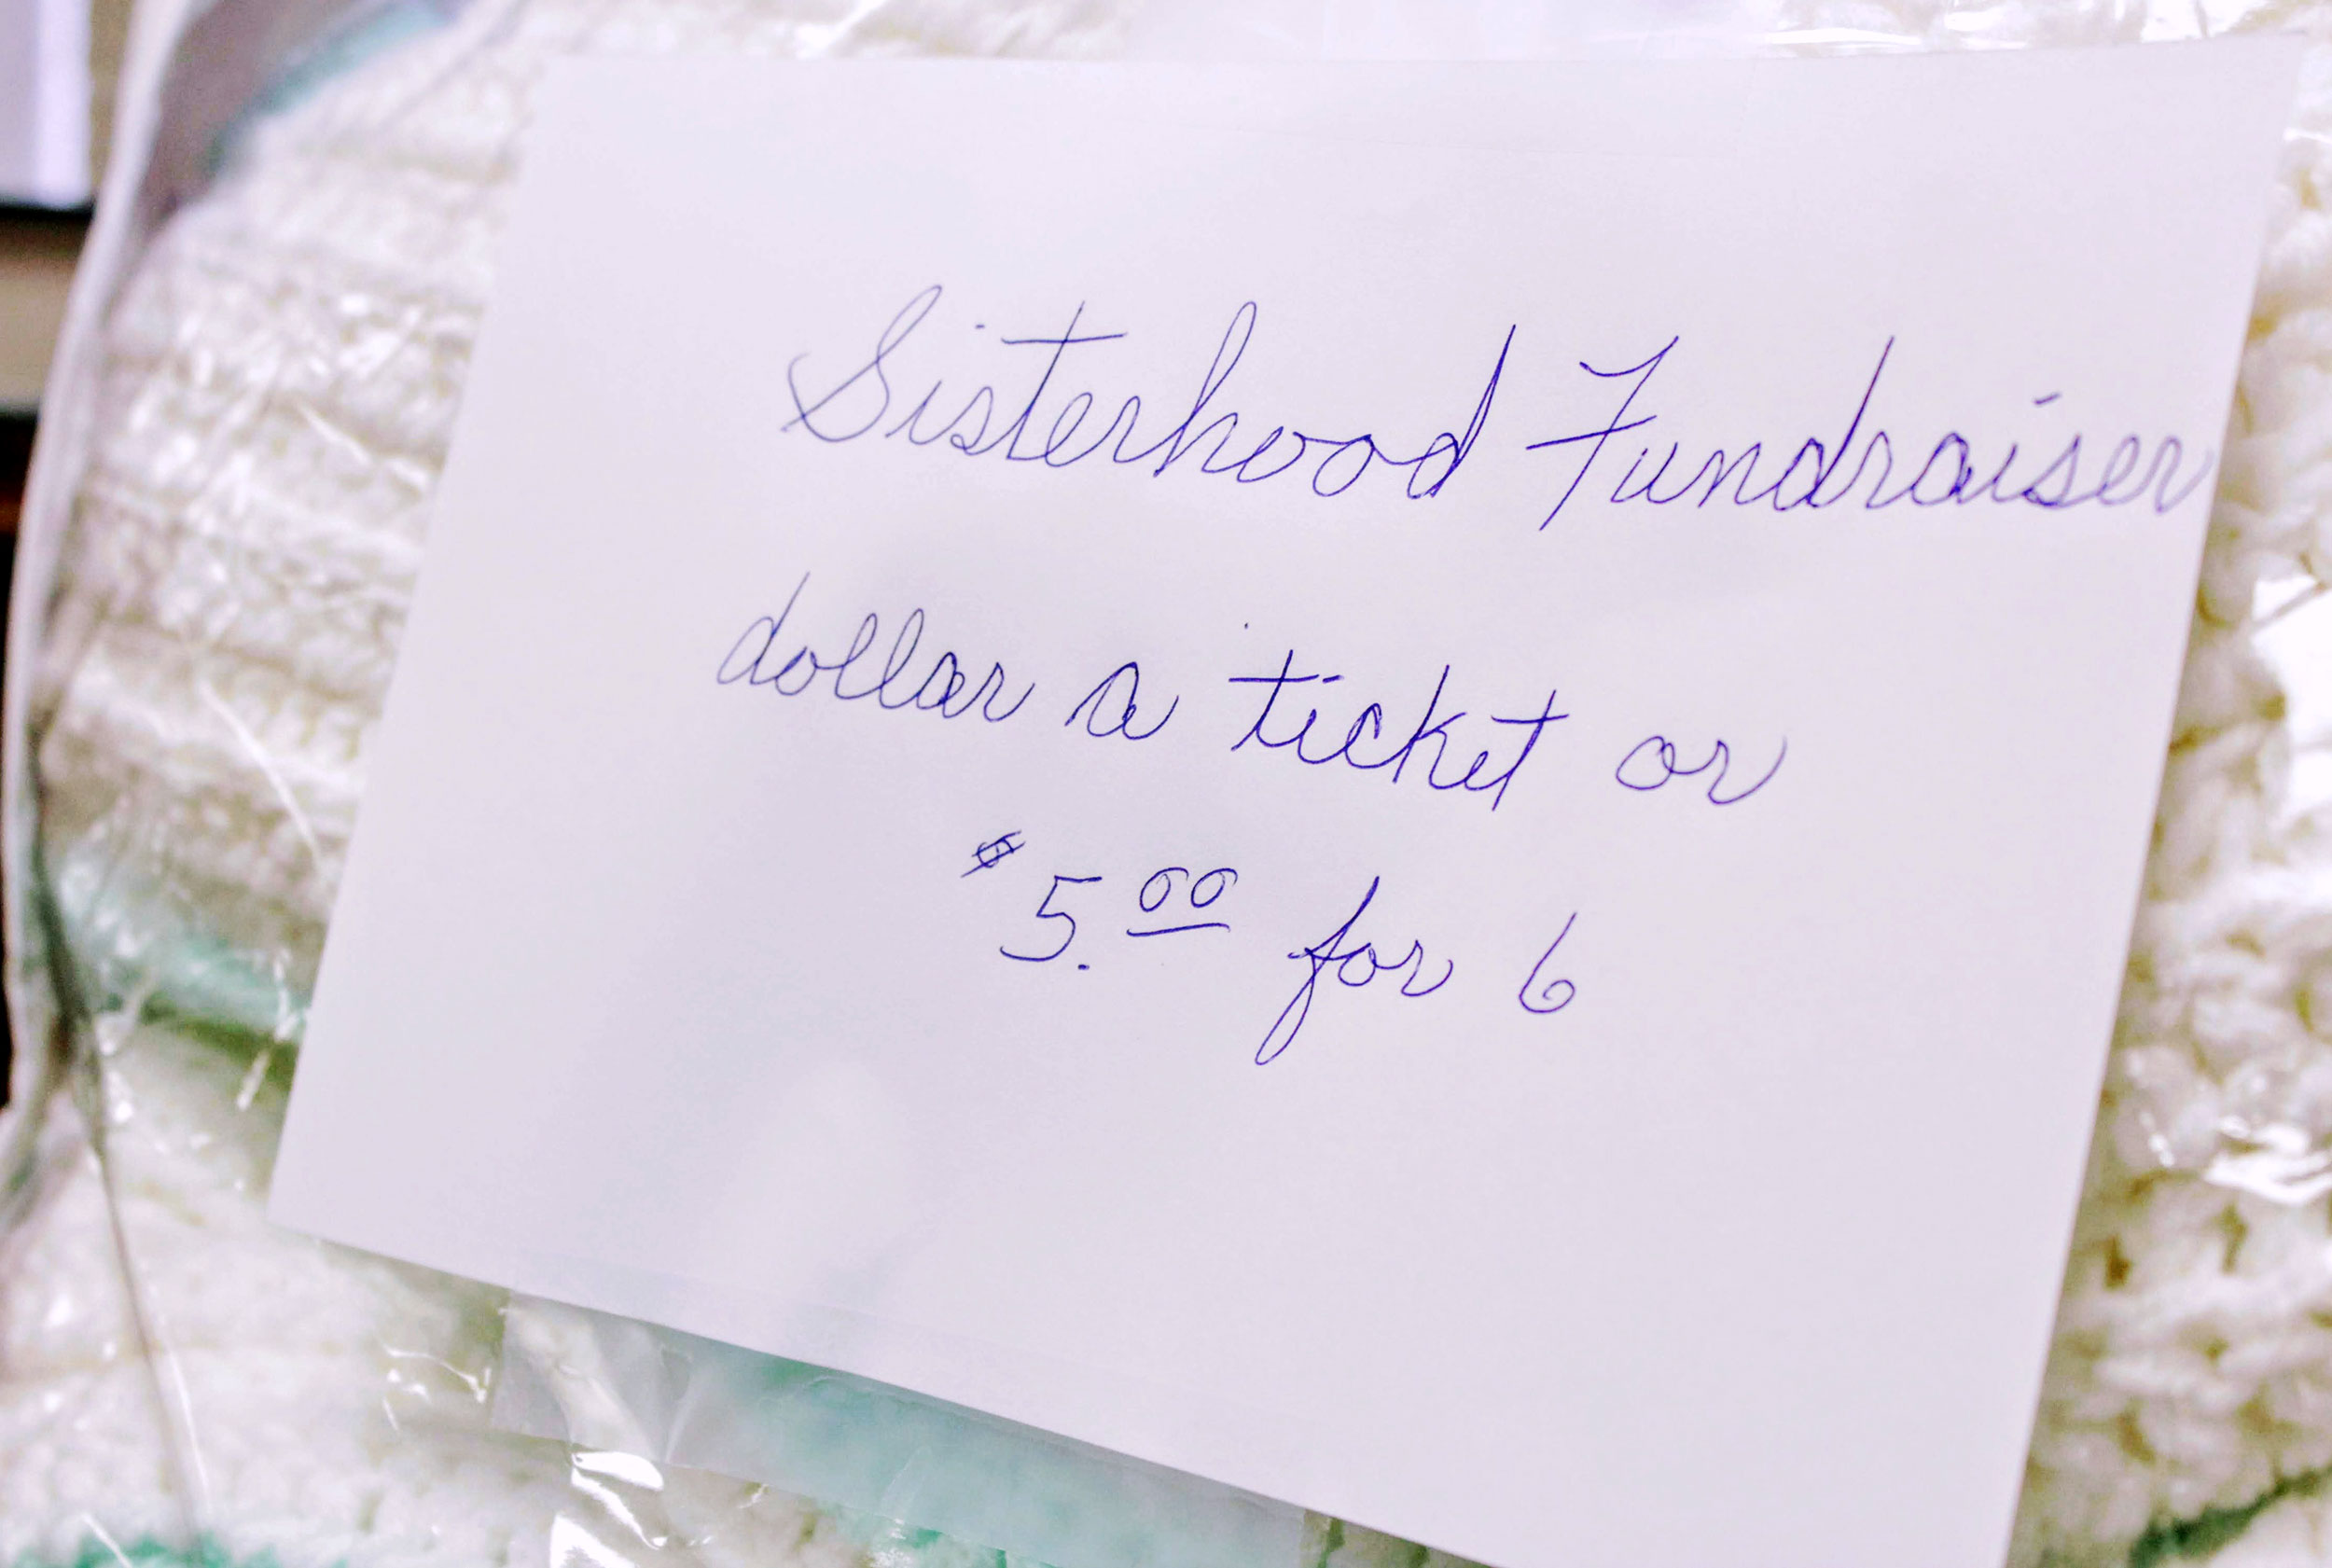 Sisterhood Fundraiser
dollar a ticket or
$5.00 for 6